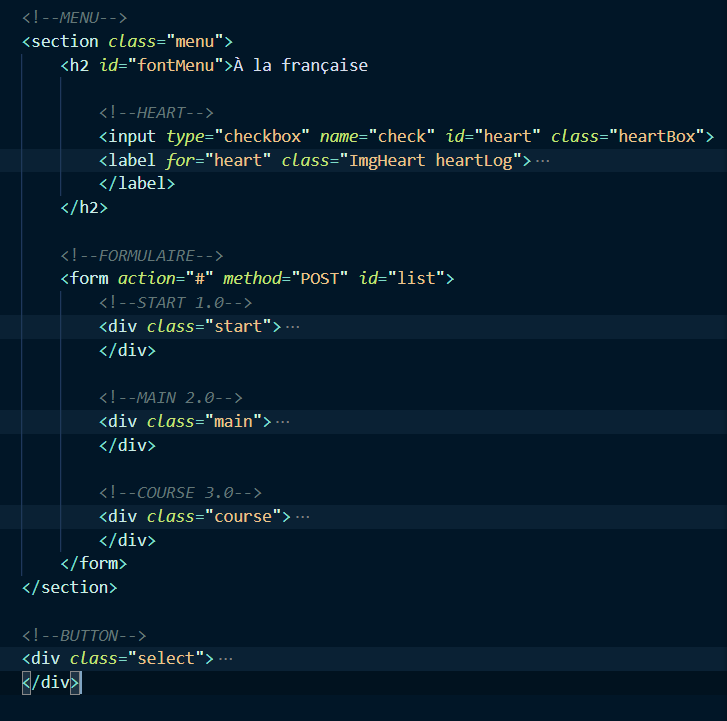 <!--MENU-->
<section class="menu">
<h2 id="fontMenu">À la française
<!--HEART-->
<input type="checkbox" name="check" id="heart" class="heartBox">
<label for="heart" class="ImgHeart heartLog">···
</label>
</h2>
<!--FORMULAIRE-->
<form action="#" method="POST" id="list">
<!--START 1.0-->
<div class="start">···
</div>
<!--MAIN 2.0-->
<div class="main">···
</div>
<!--COURSE 3.0-->
<div class="course">···
</div>
</form>
</section>
<!--BUTTON-->
<div class="select">···
</div>